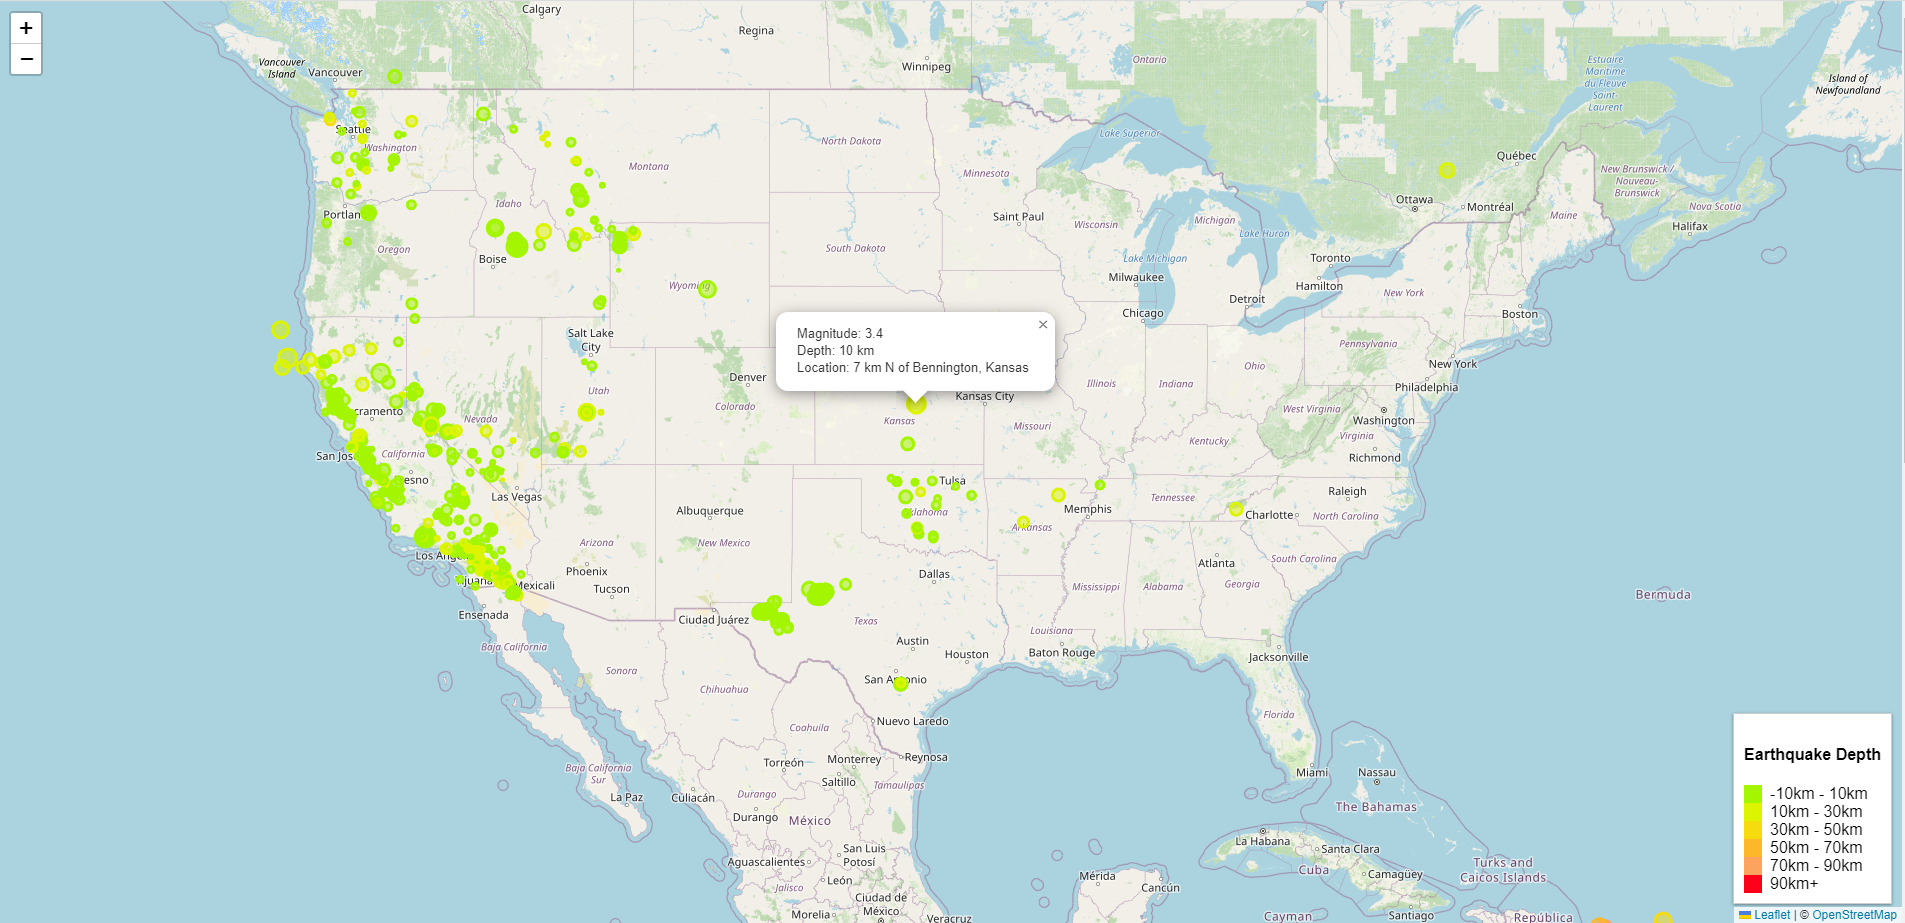 +
−
Calgary
Regina
Vancouver
Island
Vancouver
Winnipeg
Ontario
Estuaire
Maritime
du Fleuve
Saint-
Laurent
Island of
Newfoundland
Seattle
Washington
Montana
North Dakota
Lake Superior
Minnesota
Québec
New Brunswick /
Nouveau-
Brunswick
Ottawa
Montréal
Maine
Nova Scotia
Halifax
Idaho
Oregon
Boise
Saint Paul
Wisconsin
Michigan
Lake Huron
South Dakota
Lake Michigan
Toronto
Hamilton
Milwaukee
Detroit
New York
Wyoming
Chicago
Boston
Salt Lake
City
Magnitude: 3.4
Depth: 10 km
Location: 7 km N of Bennington, Kansas
×
Pennsylvania
New York
Ohio
Philadelphia
Denver
Colorado
Utah
Nevada
Illinois
Indiana
Kansas City
Kansas
Missouri
West Virginia
Washington
Virginia
Kentucky
Richmond
California
Las Vegas
Tulsa
Raleigh
Tennessee
Memphis
Charlotte
North Carolina
Albuquerque
New Mexico
Arizona
Arkansas
Phoenix
Tucson
Mexicali
Dallas
Atlanta
South Carolina
Mississippi
Alabama
Georgia
Bermuda
Ensenada
Ciudad Juárez
Texas
Baja California
Sonora
Austin
Houston
Louisiana
Baton Rouge
Jacksonville
San Antonio
Chihuahua
Florida
Nuevo Laredo
Coahuila
Reynosa
Monterrey
Torreón
Saltillo
Tamaulipas
Baja California
Sur
La Paz
Culiacán
Durango
Durango
México
Miami
Nassau
The Bahamas
La Habana
Santa Clara
Cuba
Camagüey
Turks and
Caicos Islands
Aguascalientes
San Luis
Potosí
León
Jalisco
Ciudad de
México
Morelia
Veracruz
Mérida
Cancún
Cayman
Santiago
República
Earthquake Depth
-10km - 10km
10km - 30km
30km - 50km
50km - 70km
70km - 90km
90km+
Leaflet | © OpenStreetMap